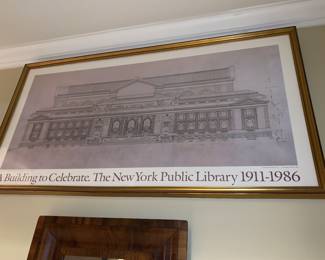 A Building to Celebrate. The New York Public Library 1911-1986